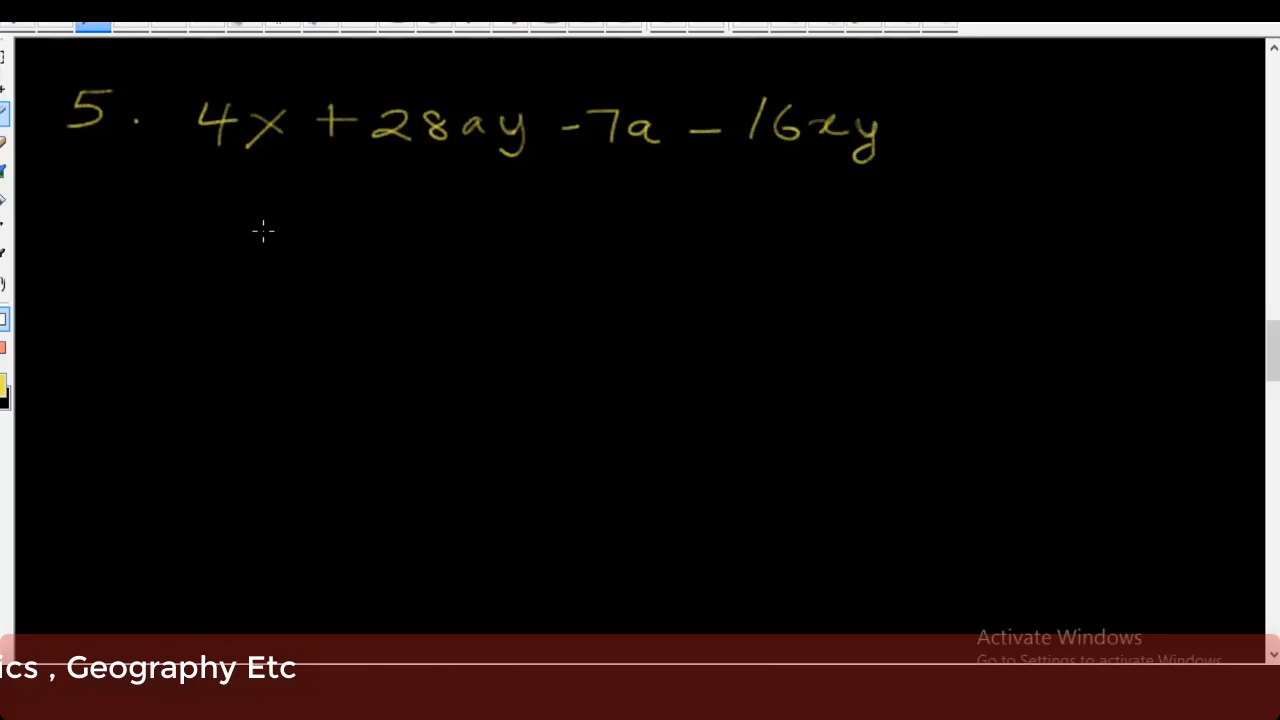 5. 4x + 28ay - 7a - 16xy
Activate Windows
Go to Settings to activate Windows.
ics , Geography Etc